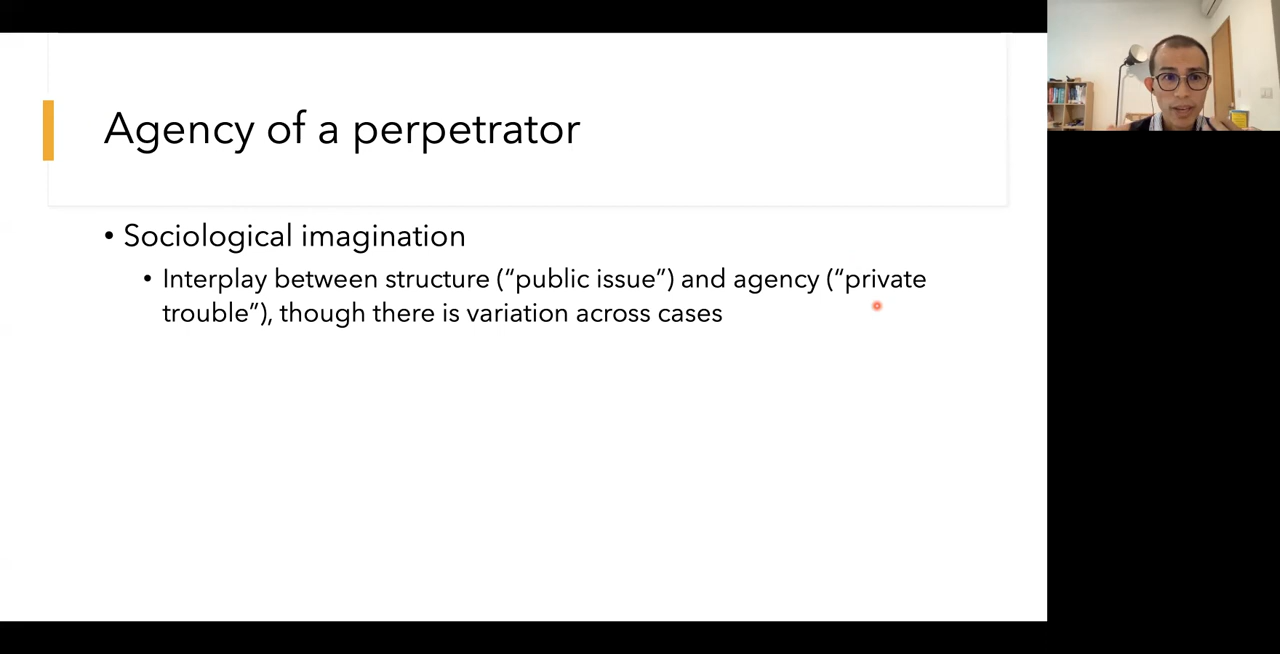 Agency of a perpetrator
• Sociological imagination
• Interplay between structure (“public issue”) and agency (“private
trouble”), though there is variation across cases